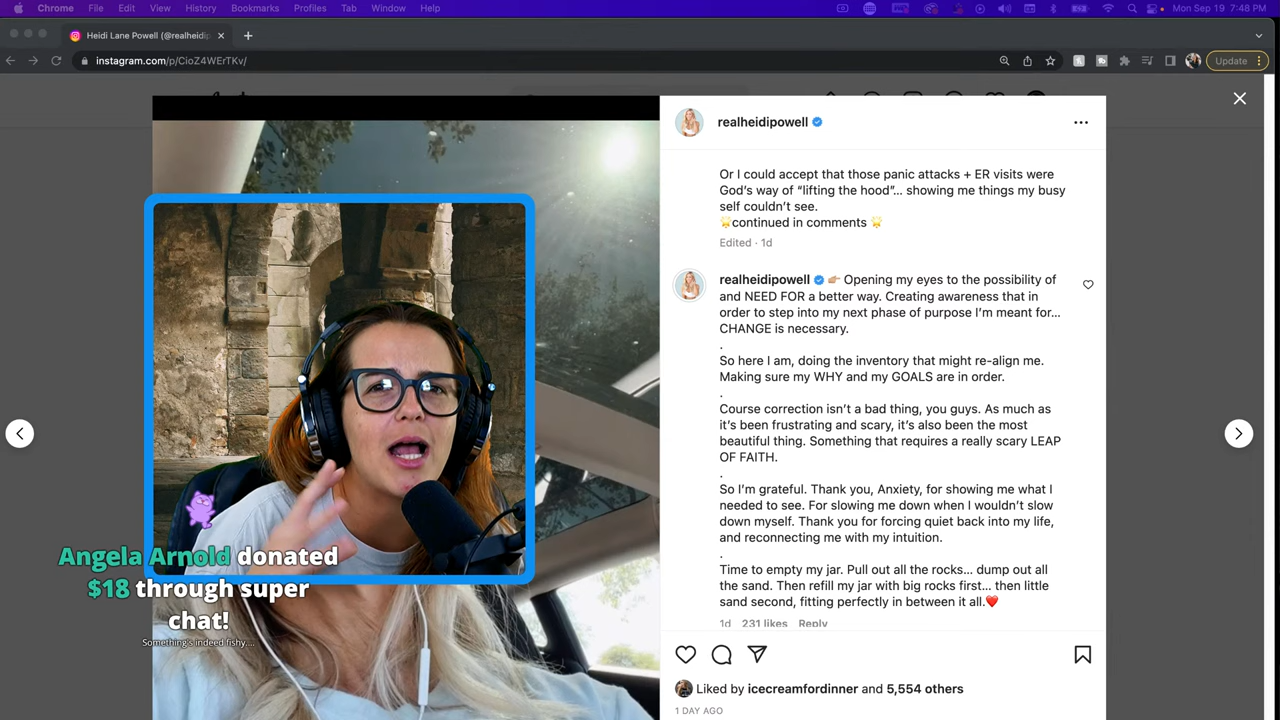 Chrome File Edit View History Bookmarks Profiles Tab Window Help
Mon Sep 19 7:48 PM
Heidi Lane Powell (@realheidip
instagram.com/p/CioZ4WErTKv/
Update
realheidipowell
Or I could accept that those panic attacks + ER visits were
God’s way of “lifting the hood”… showing me things my busy
self couldn’t see.
🌟continued in comments 🌟
Edited · 1d
realheidipowell 👉🏼 Opening my eyes to the possibility of
and NEED FOR a better way. Creating awareness that in
order to step into my next phase of purpose I’m meant for…
CHANGE is necessary.
.
So here I am, doing the inventory that might re-align me.
Making sure my WHY and my GOALS are in order.
.
Course correction isn’t a bad thing, you guys. As much as
it’s been frustrating and scary, it’s also been the most
beautiful thing. Something that requires a really scary LEAP
OF FAITH.
.
So I’m grateful. Thank you, Anxiety, for showing me what I
needed to see. For slowing me down when I wouldn’t slow
down myself. Thank you for forcing quiet back into my life,
and reconnecting me with my intuition.
.
Time to empty my jar. Pull out all the rocks… dump out all
the sand. Then refill my jar with big rocks first… then little
sand second, fitting perfectly in between it all.❤️
1d 231 likes Reply
Liked by icecreamfordinner and 5,554 others
1 DAY AGO
Angela Arnold donated
$18 through super
chat!
Something's indeed fishy....